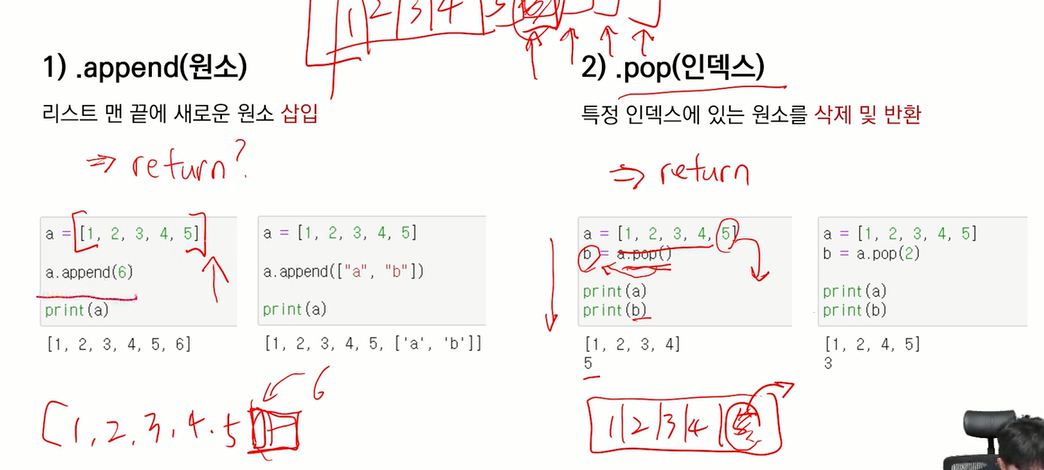 1 2 3 4 5
1) .append(원소)
리스트 맨 끝에 새로운 원소 삽입
⇒ return?
a = [1, 2, 3, 4, 5]
a.append(6)
print(a)
[1, 2, 3, 4, 5, 6]
a = [1, 2, 3, 4, 5]
a.append(["a", "b"])
print(a)
[1, 2, 3, 4, 5, ['a', 'b']]
6
[1, 2, 3, 4, 5
2) .pop(인덱스)
특정 인덱스에 있는 원소를 삭제 및 반환
⇒ return
a = [1, 2, 3, 4, 5]
b = a.pop()
print(a)
print(b)
[1, 2, 3, 4]
5
a = [1, 2, 3, 4, 5]
b = a.pop(2)
print(a)
print(b)
[1, 2, 4, 5]
3
1|2|3|4|